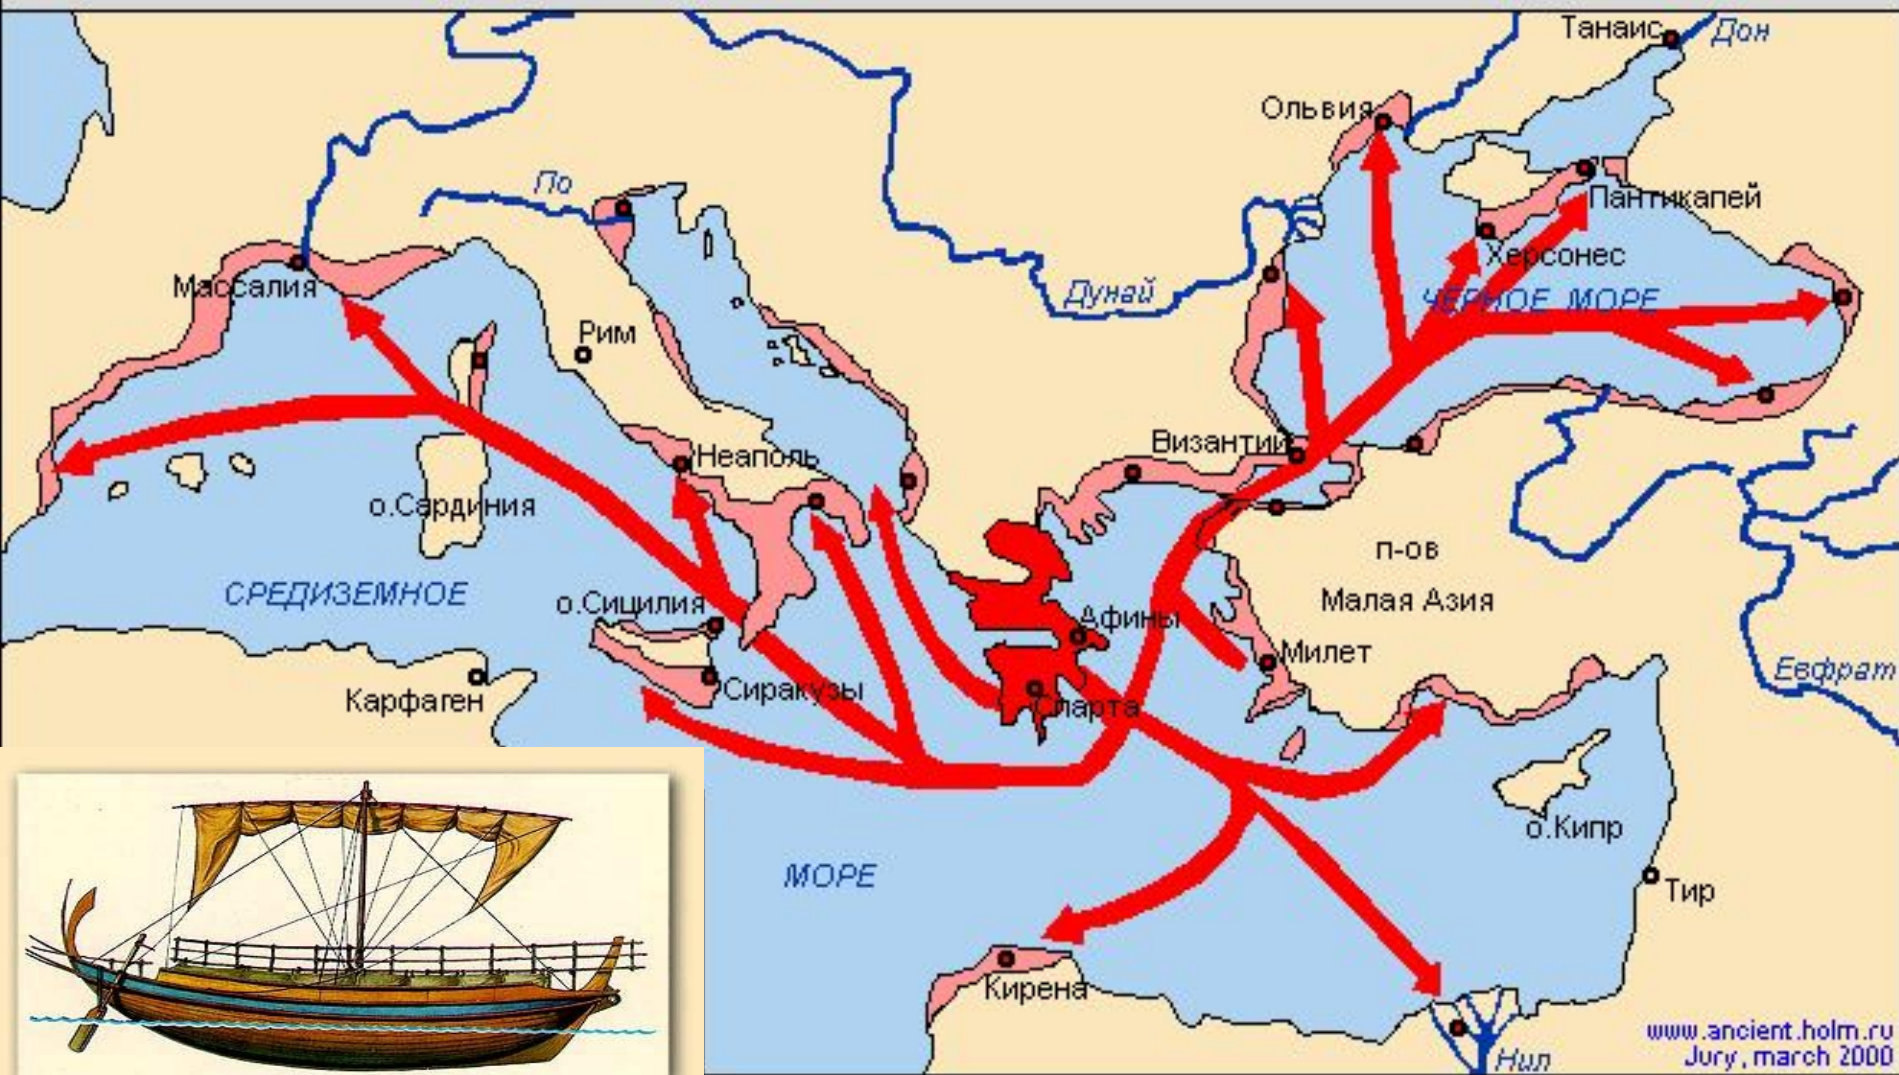 Танаис
Дон
Ольвия
По
Пантикапей
Херсонес
Массалия
Дунай
ЧЕРНОЕ МОРЕ
Рим
Византий
Неаполь
о.Сардиния
п-ов
Малая Азия
СРЕДИЗЕМНОЕ
о.Сицилия
Афины
Милет
Евфрат
Карфаген
Сиракузы
Спарта
о.Кипр
МОРЕ
Тир
Кирена
www.ancient.holm.ru
Jury, march 2000
Нил